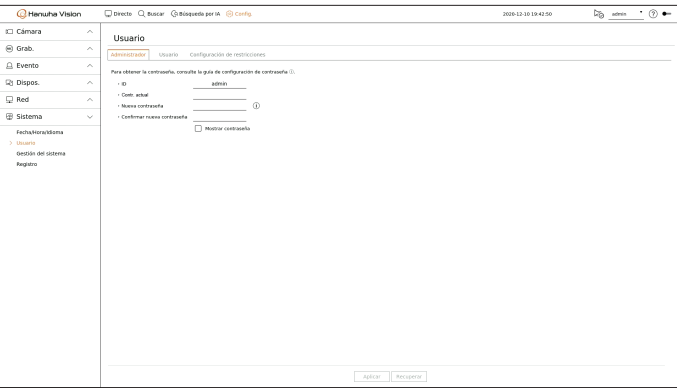 Hanwha Vision
Directo Buscar Búsqueda por IA Config.
2020-12-10 19:42:50
admin
Cámara
Grab.
Evento
Dispos.
Red
Sistema
Fecha/Hora/Idioma
Usuario
Gestión del sistema
Registro
Usuario
Administrador Usuario Configuración de restricciones
Para obtener la contraseña, consulte la guía de configuración de contraseña ⓘ.
ID admin
Contr. actual
Nueva contraseña
Confirmar nueva contraseña
Mostrar contraseña
Aplicar Recuperar